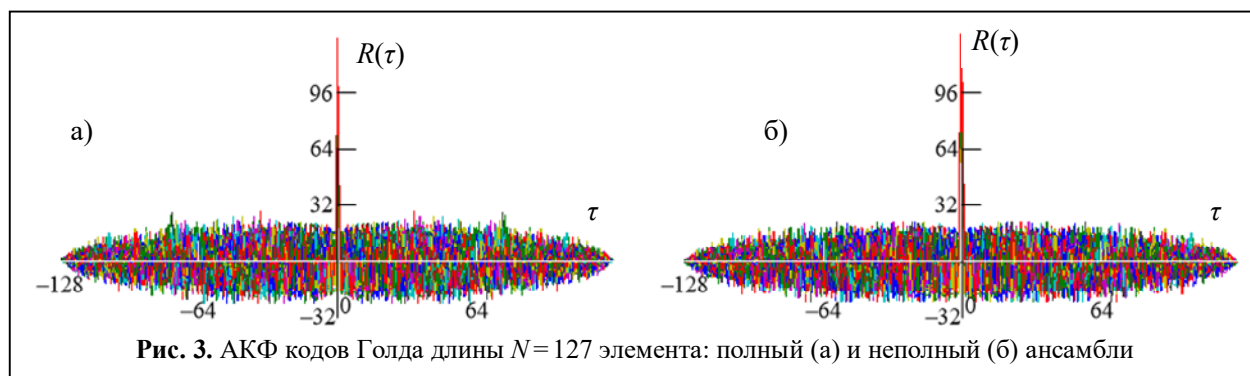 R(τ)
96
а)
64
32
τ
−128
−64
−32
0
64
R(τ)
96
б)
64
32
τ
−128
−64
−32
0
64
Рис. 3. АКФ кодов Голда длины N = 127 элемента: полный (а) и неполный (б) ансамбли